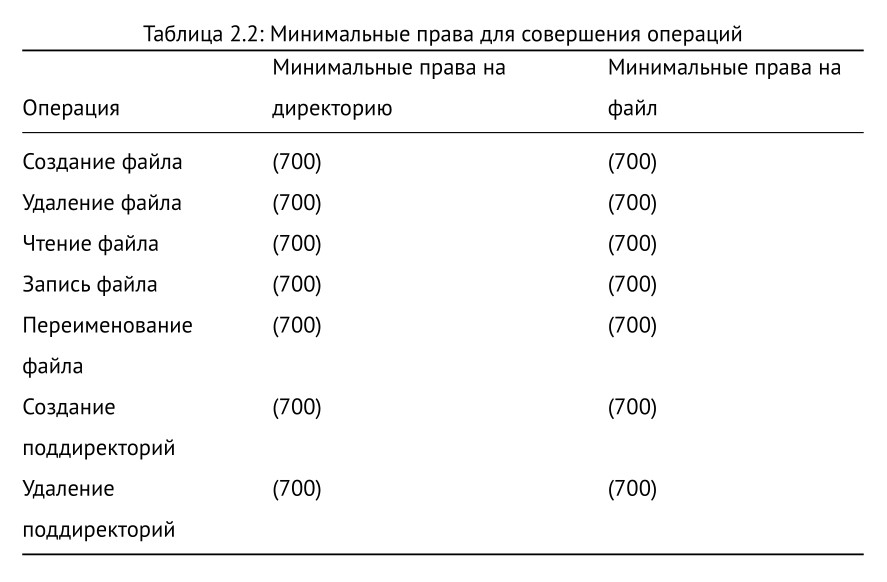 Таблица 2.2: Минимальные права для совершения операций
Минимальные права на Минимальные права на
Операция директорию файл
Создание файла (700) (700)
Удаление файла (700) (700)
Чтение файла (700) (700)
Запись файла (700) (700)
Переименование (700) (700)
файла
Создание (700) (700)
поддиректорий
Удаление (700) (700)
поддиректорий